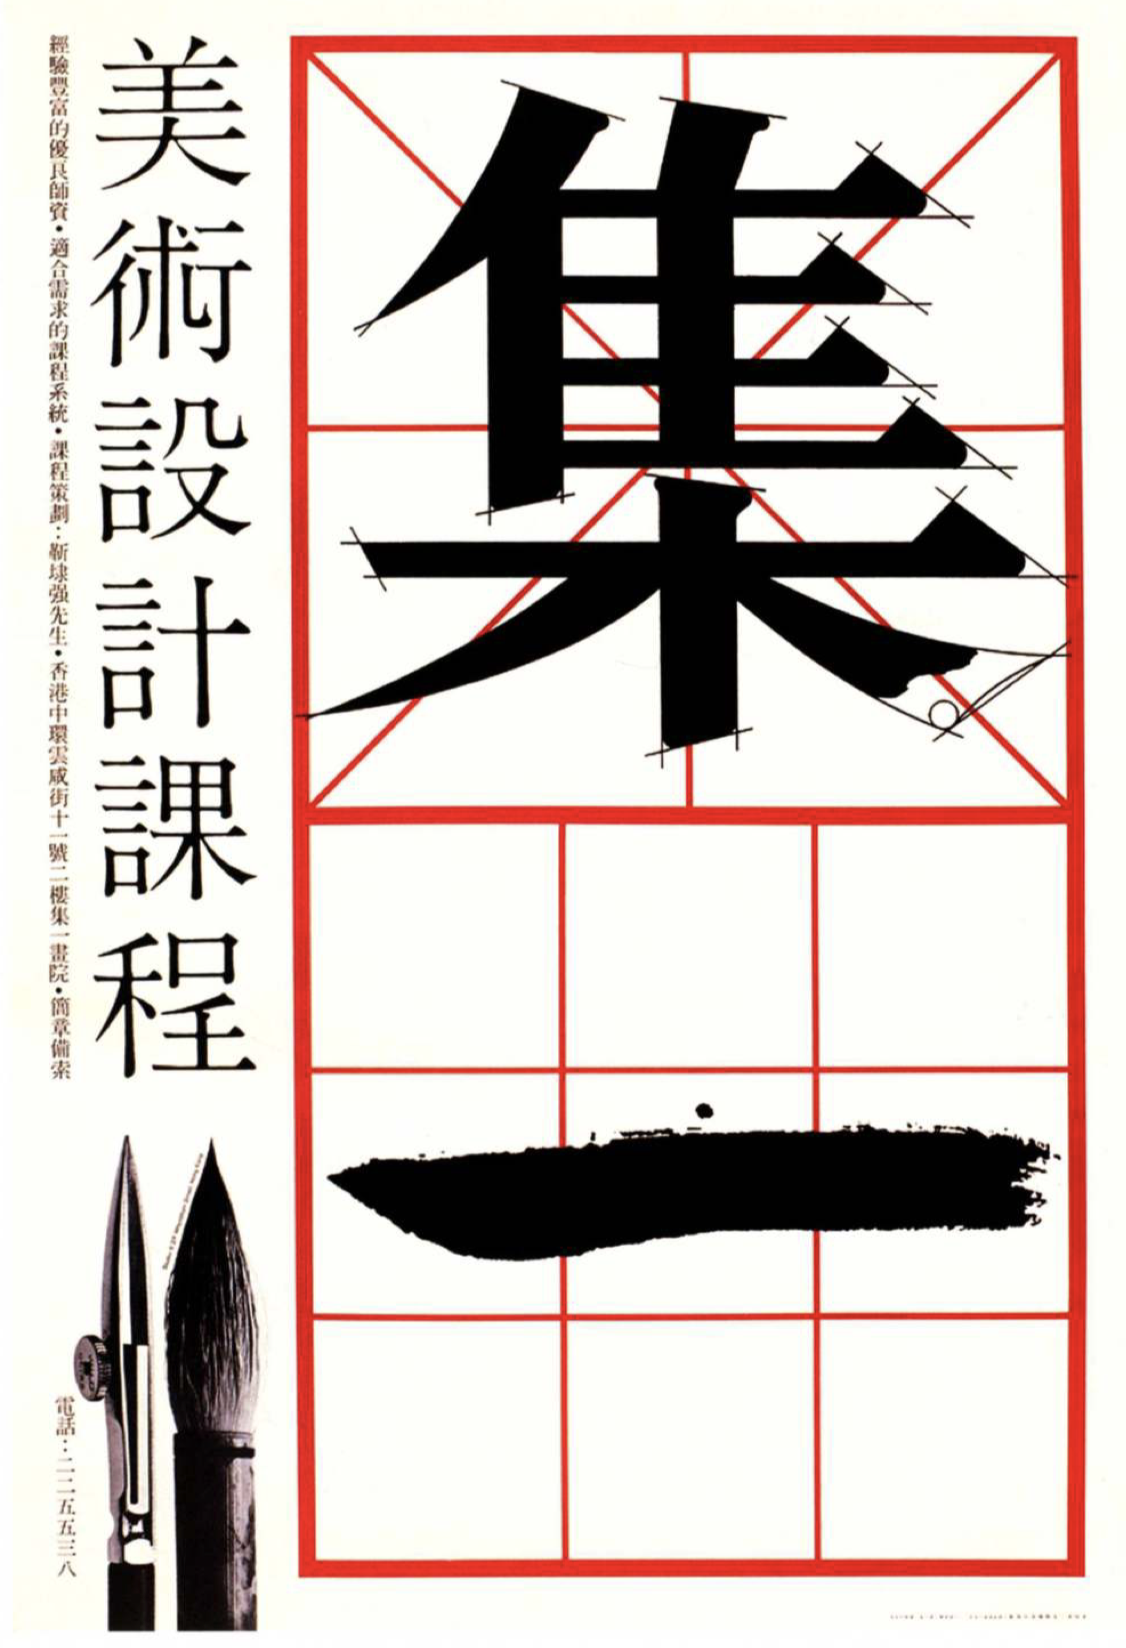 集一
美術設計課程
經驗豐富的優良師資・適合需求的課程系統・課程策劃：靳埭强先生・香港中環雲咸街十一號二樓集一畫院・簡章備索
電話：二二五五三八